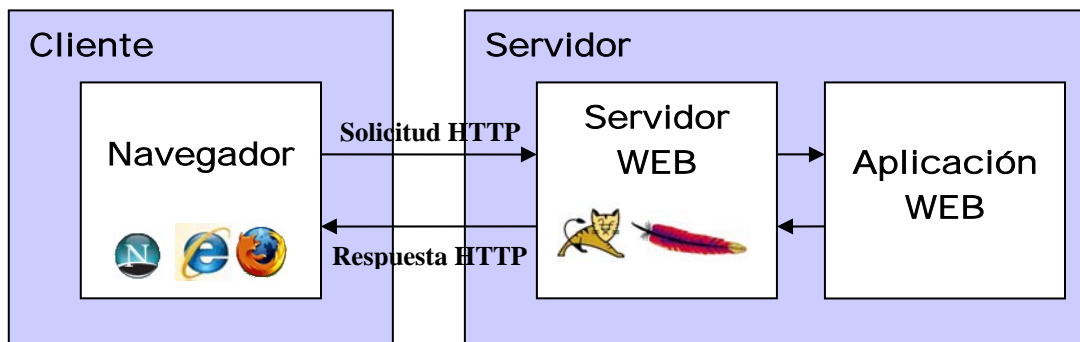 Cliente
Servidor
Navegador
Solicitud HTTP
Respuesta HTTP
Servidor
WEB
Aplicación
WEB
N
e